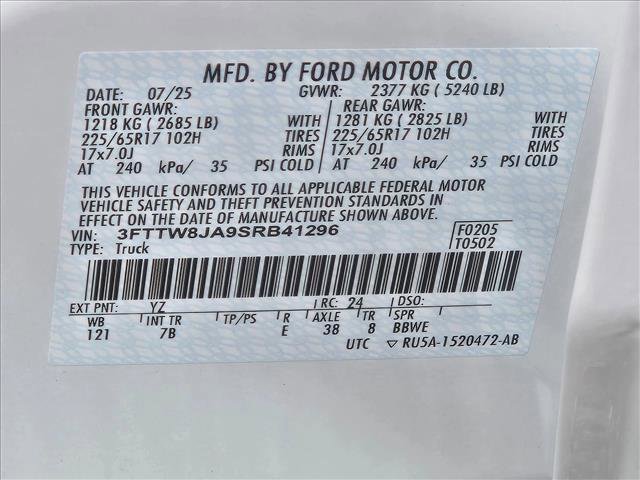 MFD. BY FORD MOTOR CO.
DATE: 07/25 GVWR: 2377 KG ( 5240 LB)
FRONT GAWR: REAR GAWR:
1218 KG ( 2685 LB) WITH 1281 KG ( 2825 LB) WITH
225/65R17 102H TIRES 225/65R17 102H TIRES
17x7.0J RIMS 17x7.0J RIMS
AT 240 kPa/ 35 PSI COLD AT 240 kPa/ 35 PSI COLD
THIS VEHICLE CONFORMS TO ALL APPLICABLE FEDERAL MOTOR
VEHICLE SAFETY AND THEFT PREVENTION STANDARDS IN
EFFECT ON THE DATE OF MANUFACTURE SHOWN ABOVE.
VIN: 3FTTW8JA9SRB41296 F0205
TYPE: Truck T0502
EXT PNT: YZ RC: 24 DSO:
WB INT TR TP/PS R AXLE TR SPR
121 7B E 38 8 BBWE
UTC ▽ RU5A-1520472-AB